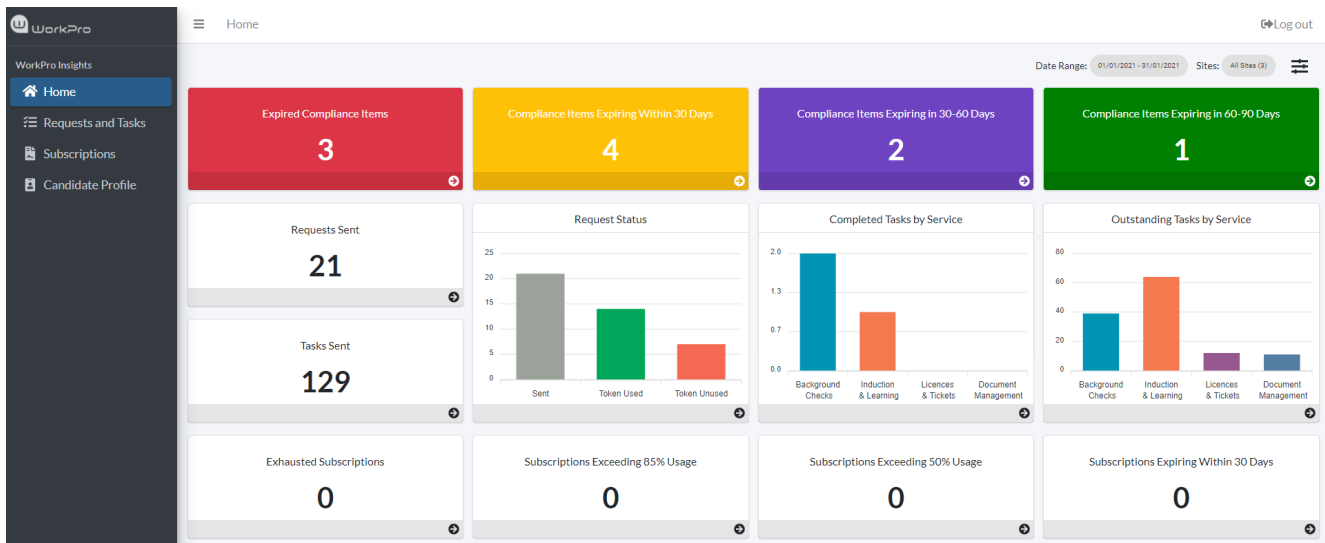 WorkPro
Home
Log out
WorkPro Insights
Home
Requests and Tasks
Subscriptions
Candidate Profile
Date Range: 01/01/2021 - 31/01/2021 Sites: All Sites (3)
Expired Compliance Items
3
Compliance Items Expiring Within 30 Days
4
Compliance Items Expiring in 30-60 Days
2
Compliance Items Expiring in 60-90 Days
1
Requests Sent
21
Tasks Sent
129
Request Status
25
20
15
10
5
0
Sent Token Used Token Unused
Completed Tasks by Service
2.0
1.3
0.7
0.0
Background Induction Licences Document
Checks & Learning & Tickets Management
Outstanding Tasks by Service
80
60
40
20
0
Background Induction Licences Document
Checks & Learning & Tickets Management
Exhausted Subscriptions
0
Subscriptions Exceeding 85% Usage
0
Subscriptions Exceeding 50% Usage
0
Subscriptions Expiring Within 30 Days
0